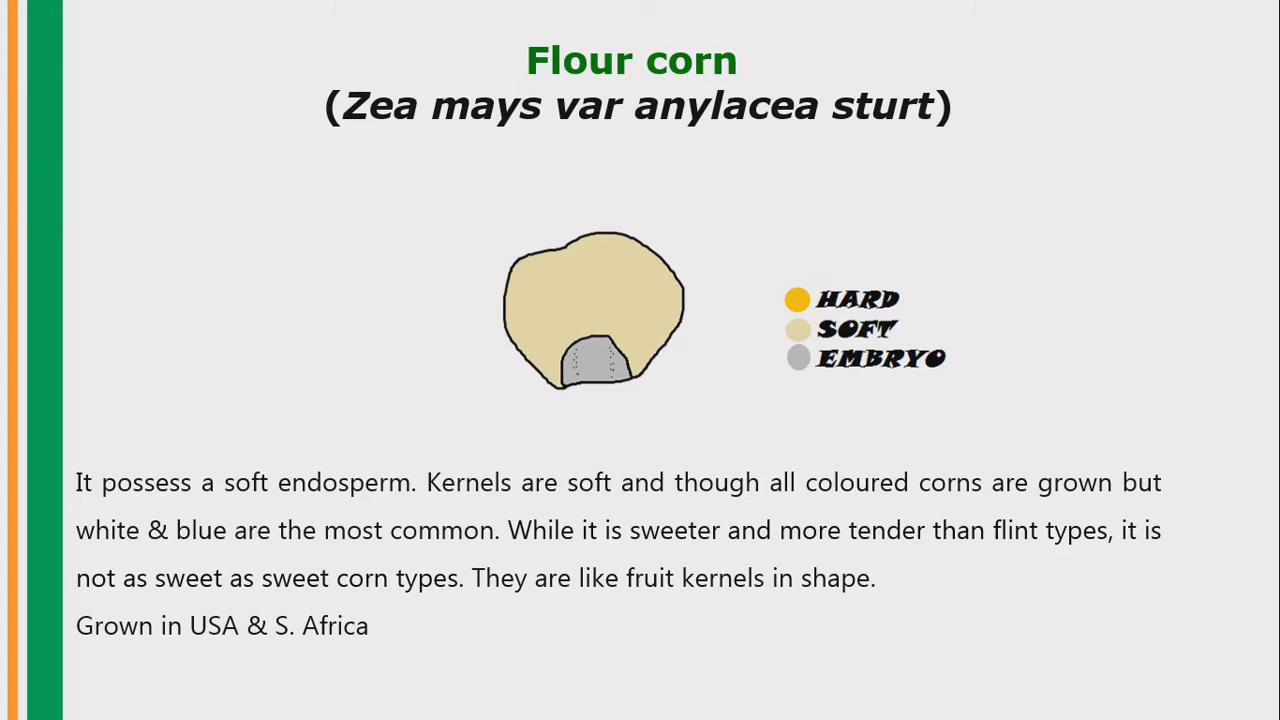 Flour corn
(Zea mays var anylacea sturt)
HARD
SOFT
EMBRYO
It possess a soft endosperm. Kernels are soft and though all coloured corns are grown but
white & blue are the most common. While it is sweeter and more tender than flint types, it is
not as sweet as sweet corn types. They are like fruit kernels in shape.
Grown in USA & S. Africa